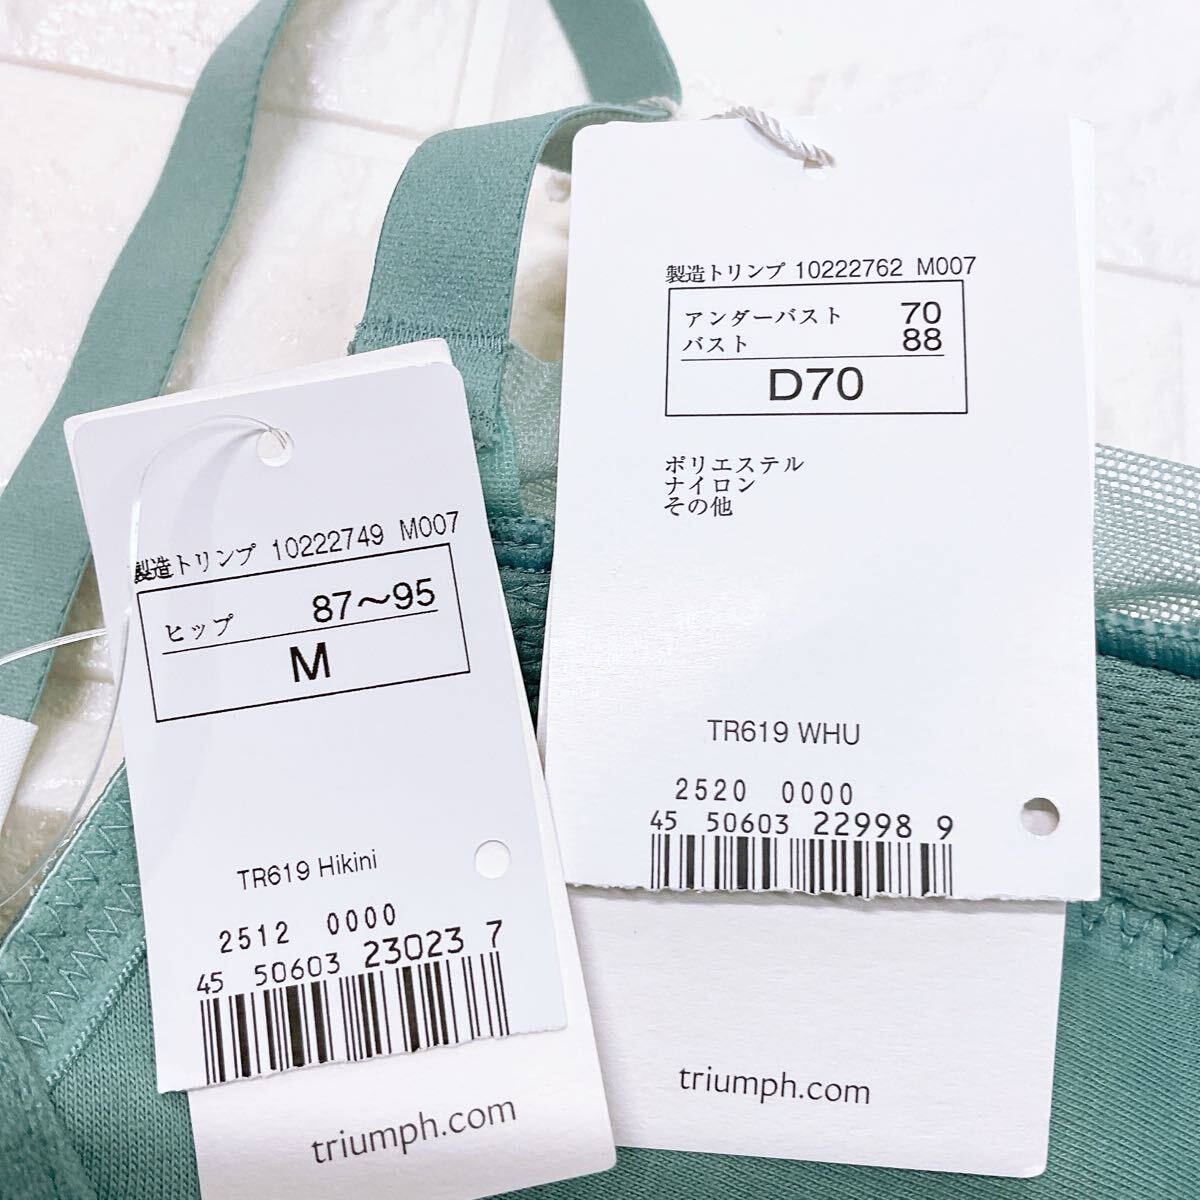 製造トリンプ 10222749 M007
ヒップ 87～95
M
TR619 Hikini
2512 0000
45 50603 23023 7
triumph.com
製造トリンプ 10222762 M007
アンダーバスト 70
バスト 88
D70
ポリエステル
ナイロン
その他
TR619 WHU
2520 0000
45 50603 22998 9
triumph.com